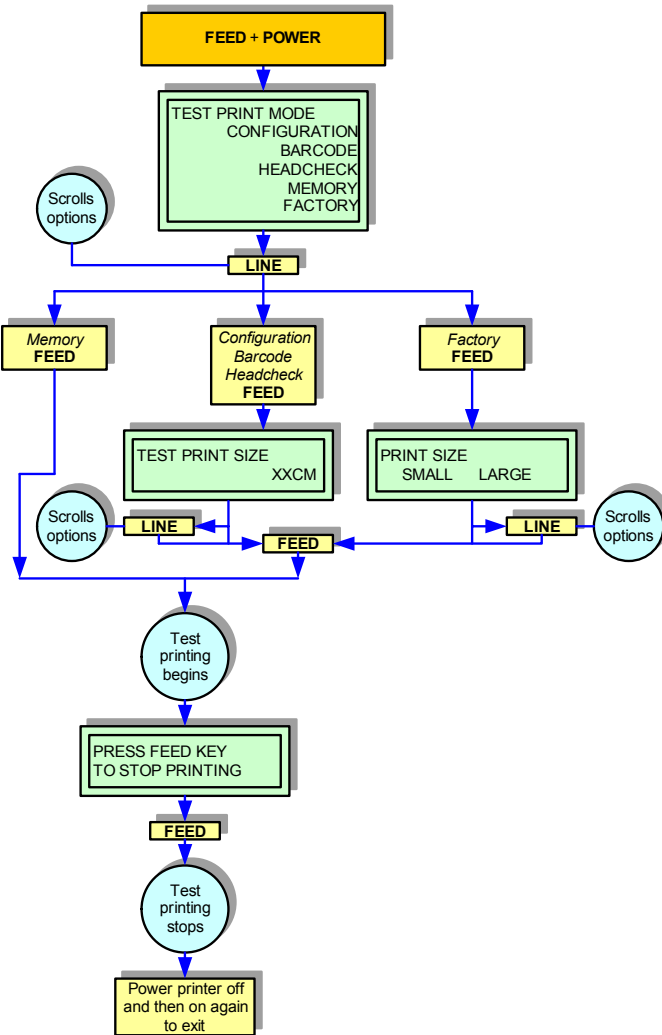 FEED + POWER
TEST PRINT MODE
CONFIGURATION
BARCODE
HEADCHECK
MEMORY
FACTORY
Scrolls
options
LINE
Memory
FEED
Configuration
Barcode
Headcheck
FEED
Factory
FEED
TEST PRINT SIZE
XXCM
PRINT SIZE
SMALL LARGE
Scrolls
options
LINE
FEED
LINE
Scrolls
options
Test
printing
begins
PRESS FEED KEY
TO STOP PRINTING
FEED
Test
printing
stops
Power printer off
and then on again
to exit